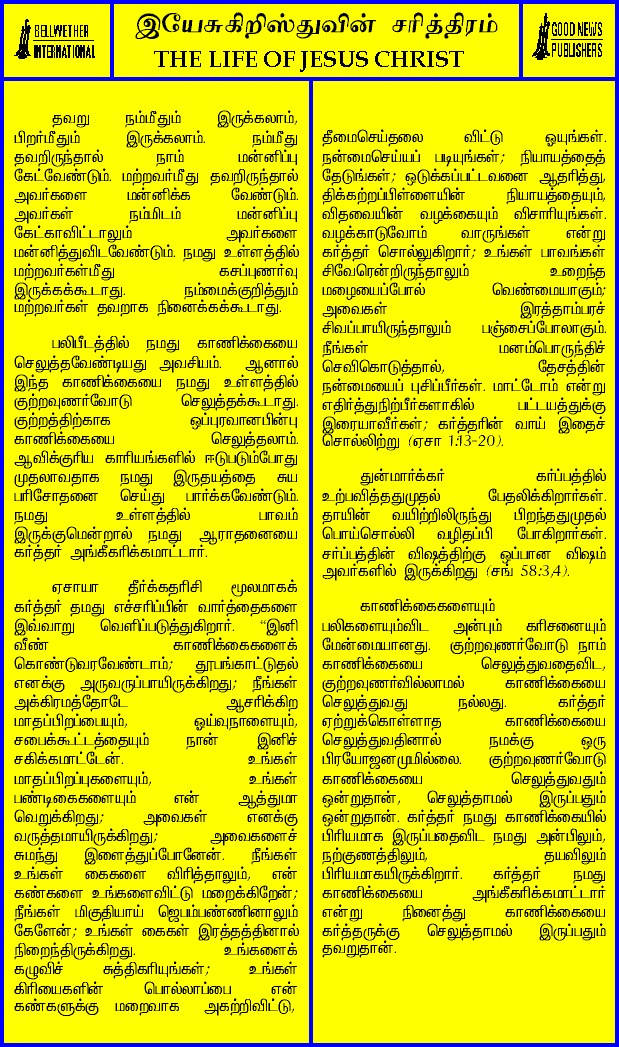 BELLWETHER
INTERNATIONAL
இயேசுகிறிஸ்துவின் சரித்திரம்
THE LIFE OF JESUS CHRIST
GOOD NEWS
PUBLISHERS
தவறு நம்மீதும் இருக்கலாம்,
பிறர்மீதும் இருக்கலாம். நம்மீது
தவறிருந்தால் நாம் மன்னிப்பு
கேட்வேண்டும். மற்றவர்மீது தவறிருந்தால்
அவர்களை மன்னிக்க வேண்டும்.
அவர்கள் நம்மிடம் மன்னிப்பு
கேட்காவிட்டாலும் அவர்களை
மன்னித்துவிடவேண்டும். நமது உள்ளத்தில்
மற்றவர்கள்மீது கசப்புணர்வு
இருக்கக்கூடாது. நம்மைக்குறித்தும்
மற்றவர்கள் தவறாக நினைக்கக்கூடாது.
பலிபீடத்தில் நமது காணிக்கையை
செலுத்தவேண்டியது அவசியம். ஆனால்
இந்த காணிக்கையை நமது உள்ளத்தில்
குற்றவுணர்வோடு செலுத்தக்கூடாது.
குற்றத்திற்காக ஒப்புரவானபின்பு
காணிக்கையை செலுத்தலாம்.
ஆவிக்குரிய காரியங்களில் ஈடுபடும்போது
முதலாவதாக நமது இருதயத்தை சுய
பரிசோதனை செய்து பார்க்கவேண்டும்.
நமது உள்ளத்தில் பாவம்
இருக்குமென்றால் நமது ஆராதனையை
கர்த்தர் அங்கீகரிக்கமாட்டார்.
ஏசாயா தீர்க்கதரிசி மூலமாகக்
கர்த்தர் தமது எச்சரிப்பின் வார்த்தைகளை
இவ்வாறு வெளிப்படுத்துகிறார். “இனி
வீண் காணிக்கைகளைக்
கொண்டுவரவேண்டாம்; தூபங்காட்டுதல்
எனக்கு அருவருப்பாயிருக்கிறது; நீங்கள்
அக்கிரமத்தோடே ஆசரிக்கிற
மாதப்பிறப்பையும், ஓய்வுநாளையும்,
சபைக்கூட்டத்தையும் நான் இனிச்
சகிக்கமாட்டேன். உங்கள்
மாதப்பிறப்புகளையும், உங்கள்
பண்டிகைகளையும் என் ஆத்துமா
வெறுக்கிறது; அவைகள் எனக்கு
வருத்தமாயிருக்கிறது; அவைகளைச்
சுமந்து இளைத்துப்போனேன். நீங்கள்
உங்கள் கைகளை விரித்தாலும், என்
கண்களை உங்களைவிட்டு மறைக்கிறேன்;
நீங்கள் மிகுதியாய் ஜெபம்பண்ணினாலும்
கேளேன்; உங்கள் கைகள் இரத்தத்தினால்
நிறைந்திருக்கிறது. உங்களைக்
கழுவிச் சுத்திகரியுங்கள்; உங்கள்
கிரியைகளின் பொல்லாப்பை என்
கண்களுக்கு மறைவாக அகற்றிவிட்டு,
தீமைசெய்தலை விட்டு ஓயுங்கள்.
நன்மைசெய்யப் படியுங்கள்; நியாயத்தைத்
தேடுங்கள்; ஒடுக்கப்பட்டவனை ஆதரித்து,
திக்கற்றப்பிள்ளையின் நியாயத்தையும்,
விதவையின் வழக்கையும் விசாரியுங்கள்.
வழக்காடுவோம் வாருங்கள் என்று
கர்த்தர் சொல்லுகிறார்; உங்கள் பாவங்கள்
சிவேரென்றிருந்தாலும் உறைந்த
மழையைப்போல் வெண்மையாகும்;
அவைகள் இரத்தாம்பரச்
சிவப்பாயிருந்தாலும் பஞ்சைப்போலாகும்.
நீங்கள் மனம்பொருந்திச்
செவிகொடுத்தால், தேசத்தின்
நன்மையைப் புசிப்பீர்கள். மாட்டோம் என்று
எதிர்த்துநிற்பீர்களாகில் பட்டயத்துக்கு
இரையாவீர்கள்; கர்த்தரின் வாய் இதைச்
சொல்லிற்று (ஏசா 1:13-20).
துன்மார்க்கர் கர்ப்பத்தில்
உற்பவித்ததுமுதல் பேதலிக்கிறார்கள்.
தாயின் வயிற்றிலிருந்து பிறந்ததுமுதல்
பொய்சொல்லி வழிதப்பி போகிறார்கள்.
சர்ப்பத்தின் விஷத்திற்கு ஒப்பான விஷம்
அவர்களில் இருக்கிறது (சங் 58:3,4).
காணிக்கைகளையும்
பலிகளையும்விட அன்பும் கரிசனையும்
மேன்மையானது. குற்றவுணர்வோடு நாம்
காணிக்கையை செலுத்துவதைவிட,
குற்றவுணர்வில்லாமல் காணிக்கையை
செலுத்துவது நல்லது. கர்த்தர்
ஏற்றுக்கொள்ளாத காணிக்கையை
செலுத்துவதினால் நமக்கு ஒரு
பிரயோஜனமுமில்லை. குற்றவுணர்வோடு
காணிக்கையை செலுத்துவதும்
ஒன்றுதான், செலுத்தாமல் இருப்பதும்
ஒன்றுதான். கர்த்தர் நமது காணிக்கையில்
பிரியமாக இருப்பதைவிட நமது அன்பிலும்,
நற்குணத்திலும், தயவிலும்
பிரியமாகயிருக்கிறார். கர்த்தர் நமது
காணிக்கையை அங்கீகரிக்கமாட்டார்
என்று நினைத்து காணிக்கையை
கர்த்தருக்கு செலுத்தாமல் இருப்பதும்
தவறுதான்.